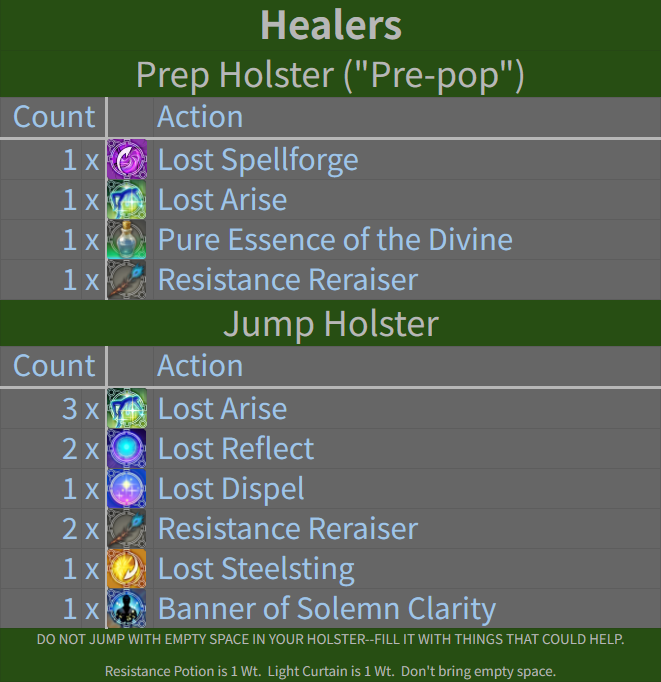 Healers
Prep Holster ("Pre-pop")
Count Action
1 x Lost Spellforge
1 x Lost Arise
1 x Pure Essence of the Divine
1 x Resistance Reraiser
Jump Holster
Count Action
3 x Lost Arise
2 x Lost Reflect
1 x Lost Dispel
2 x Resistance Reraiser
1 x Lost Steelsting
1 x Banner of Solemn Clarity
DO NOT JUMP WITH EMPTY SPACE IN YOUR HOLSTER--FILL IT WITH THINGS THAT COULD HELP.
Resistance Potion is 1 Wt. Light Curtain is 1 Wt. Don't bring empty space.